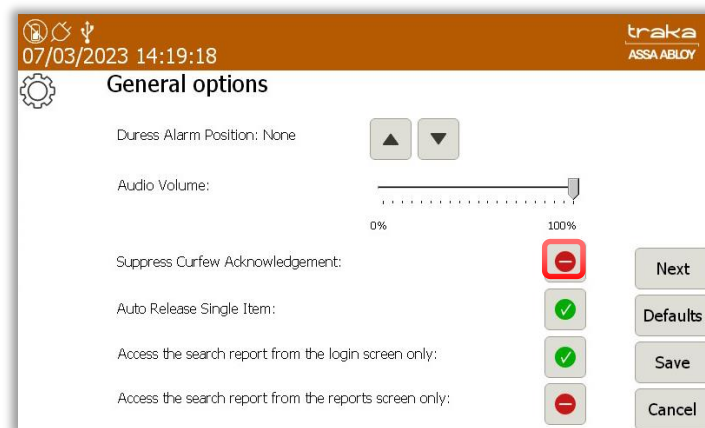 07/03/2023 14:19:18
traka
ASSA ABLOY
General options
Duress Alarm Position: None
Audio Volume:
0% 100%
Suppress Curfew Acknowledgement:
Next
Auto Release Single Item:
Defaults
Access the search report from the login screen only:
Save
Access the search report from the reports screen only:
Cancel